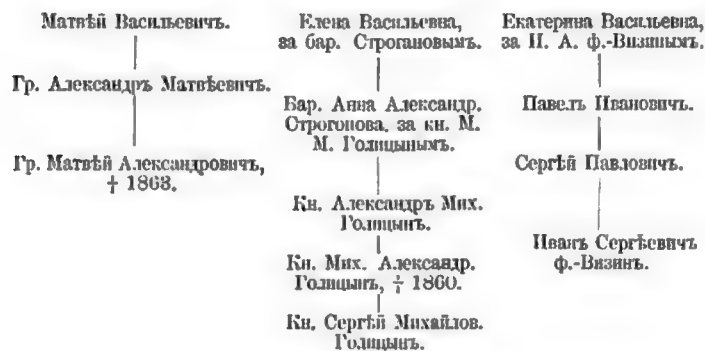 Матвѣй Васильевичъ.
Гр. Александръ Матвѣевичъ.
Гр. Матвѣй Александровичъ,
† 1863.
Елена Васильевна,
за бар. Строгановымъ.
Бар. Анна Александр.
Строгонова, за кн. М.
М. Голицынымъ.
Кн. Александръ Мих.
Голицынъ.
Кн. Мих. Александр.
Голицынъ, † 1860.
Кн. Сергѣй Михайлов.
Голицынъ.
Екатерина Васильевна,
за И. А. ф.-Визинымъ.
Павелъ Ивановичъ.
Сергѣй Павловичъ.
Иванъ Сергѣевичъ
ф.-Визинъ.